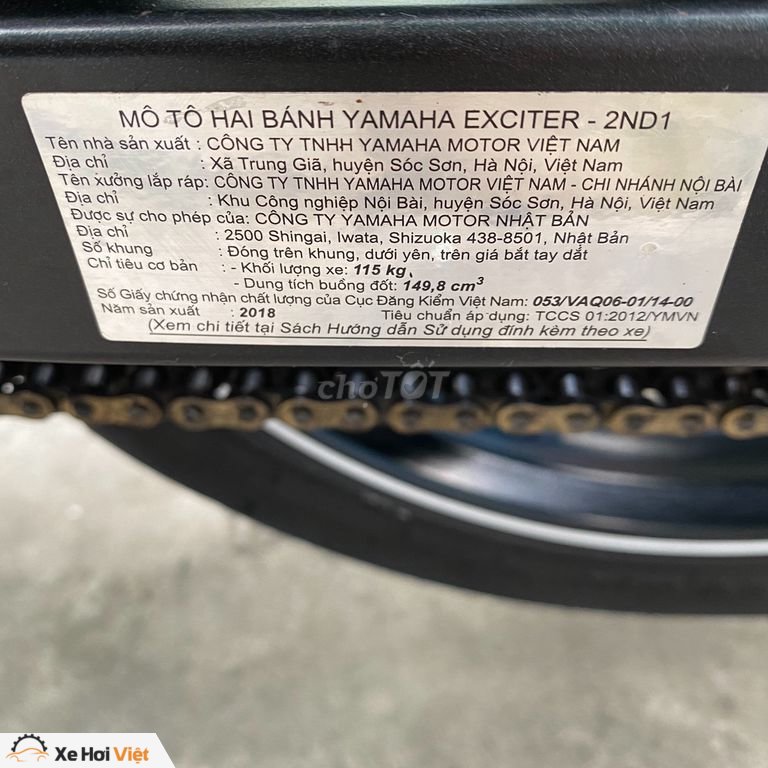 MÔ TÔ HAI BÁNH YAMAHA EXCITER - 2ND1
Tên nhà sản xuất : CÔNG TY TNHH YAMAHA MOTOR VIỆT NAM
Địa chỉ : Xã Trung Giã, huyện Sóc Sơn, Hà Nội, Việt Nam
Tên xưởng lắp ráp: CÔNG TY TNHH YAMAHA MOTOR VIỆT NAM - CHI NHÁNH NỘI BÀI
Địa chỉ : Khu Công nghiệp Nội Bài, huyện Sóc Sơn, Hà Nội, Việt Nam
Được sự cho phép của: CÔNG TY YAMAHA MOTOR NHẬT BẢN
Địa chỉ : 2500 Shingai, Iwata, Shizuoka 438-8501, Nhật Bản
Số khung : Đóng trên khung, dưới yên, trên giá bắt tay dắt
Chỉ tiêu cơ bản : - Khối lượng xe: 115 kg
- Dung tích buồng đốt: 149,8 cm³
Số Giấy chứng nhận chất lượng của Cục Đăng Kiểm Việt Nam: 053/VAQ06-01/14-00
Năm sản xuất : 2018 Tiêu chuẩn áp dụng: TCCS 01:2012/YMVN
(Xem chi tiết tại Sách Hướng dẫn Sử dụng đính kèm theo xe)
choTỐT
Xe Hơi Việt